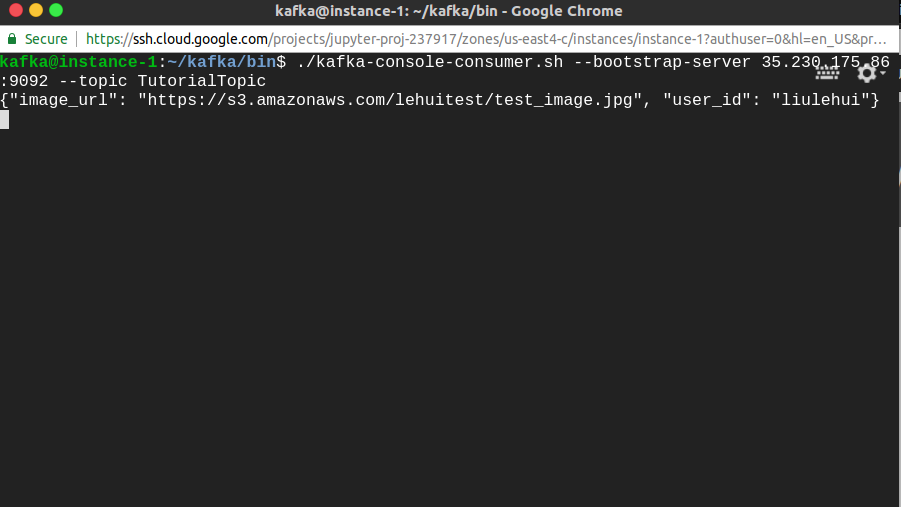 kafka@instance-1: ~/kafka/bin - Google Chrome
Secure https://ssh.cloud.google.com/projects/jupyter-proj-237917/zones/us-east4-c/instances/instance-1?authuser=0&hl=en_US&pr...
kafka@instance-1:~/kafka/bin$ ./kafka-console-consumer.sh --bootstrap-server 35.230.175.86
:9092 --topic TutorialTopic
{"image_url": "https://s3.amazonaws.com/lehuitest/test_image.jpg", "user_id": "liulehui"}